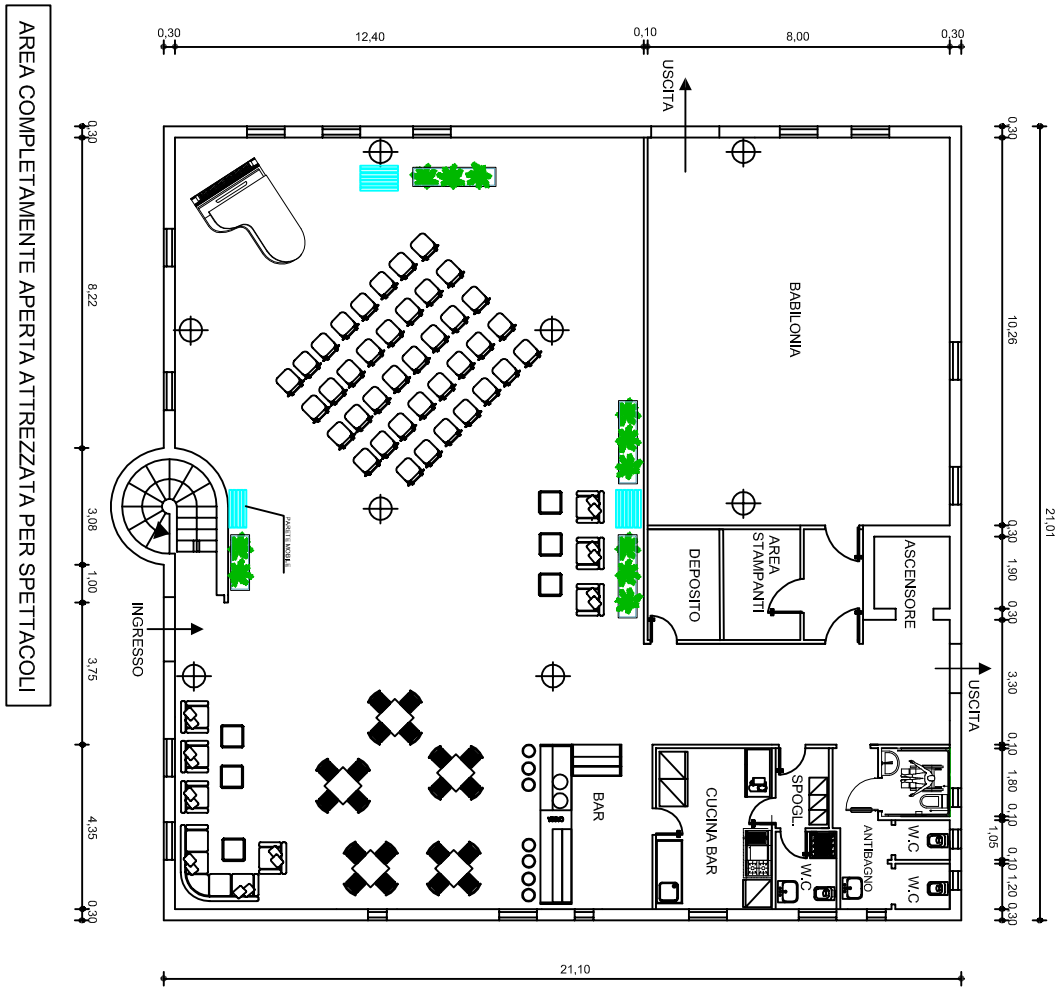 AREA COMPLETAMENTE APERTA ATTREZZATA PER SPETTACOLI
0,30
12,40
0,10
8,00
0,30
USCITA
0,30
8,22
3,08
1,00
3,75
4,35
0,30
BABILONIA
PARETE MOBILE
INGRESSO
DEPOSITO
AREA
STAMPANTI
ASCENSORE
USCITA
BAR
CUCINA BAR
SPOGL.
W.C
ANTIBAGNO
W.C
W.C
0,30
10,26
0,30
1,90
0,30
3,30
0,10
1,80
0,10
1,05
0,10
1,20
0,30
21,01
21,10